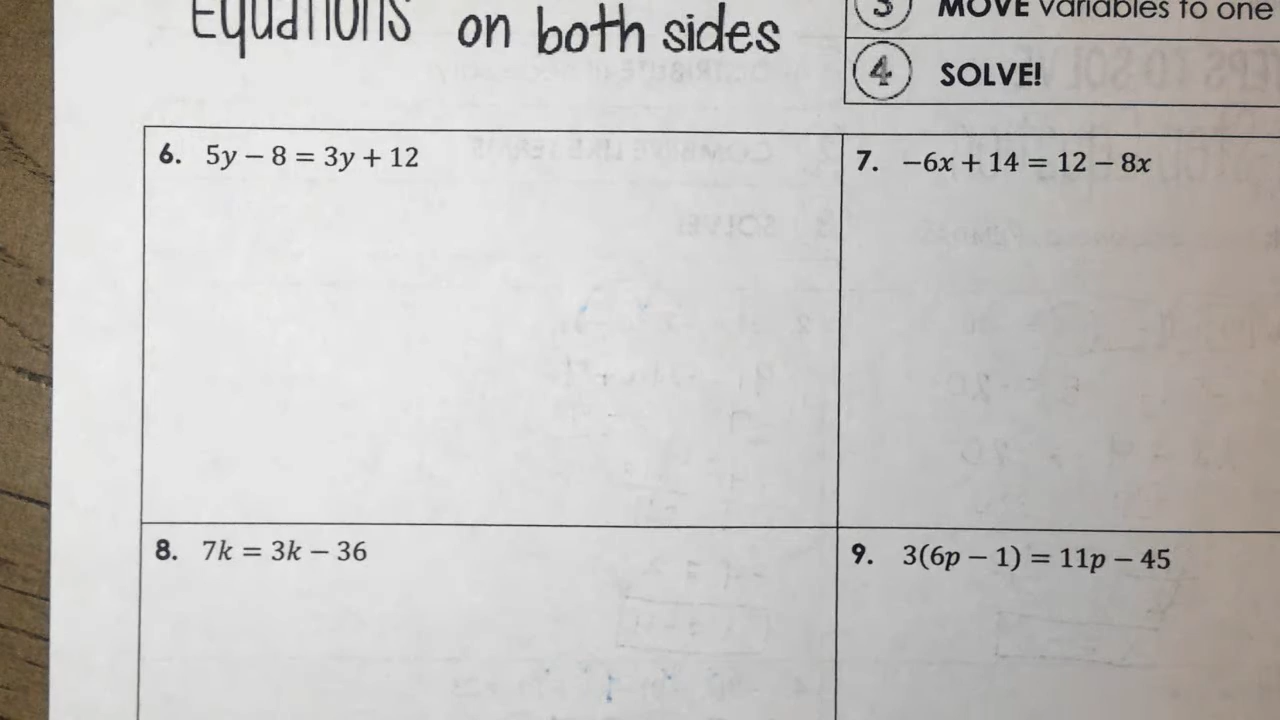 Equations on both sides
3 MOVE variables to one
4 SOLVE!
6. 5y − 8 = 3y + 12
7. −6x + 14 = 12 − 8x
8. 7k = 3k − 36
9. 3(6p − 1) = 11p − 45